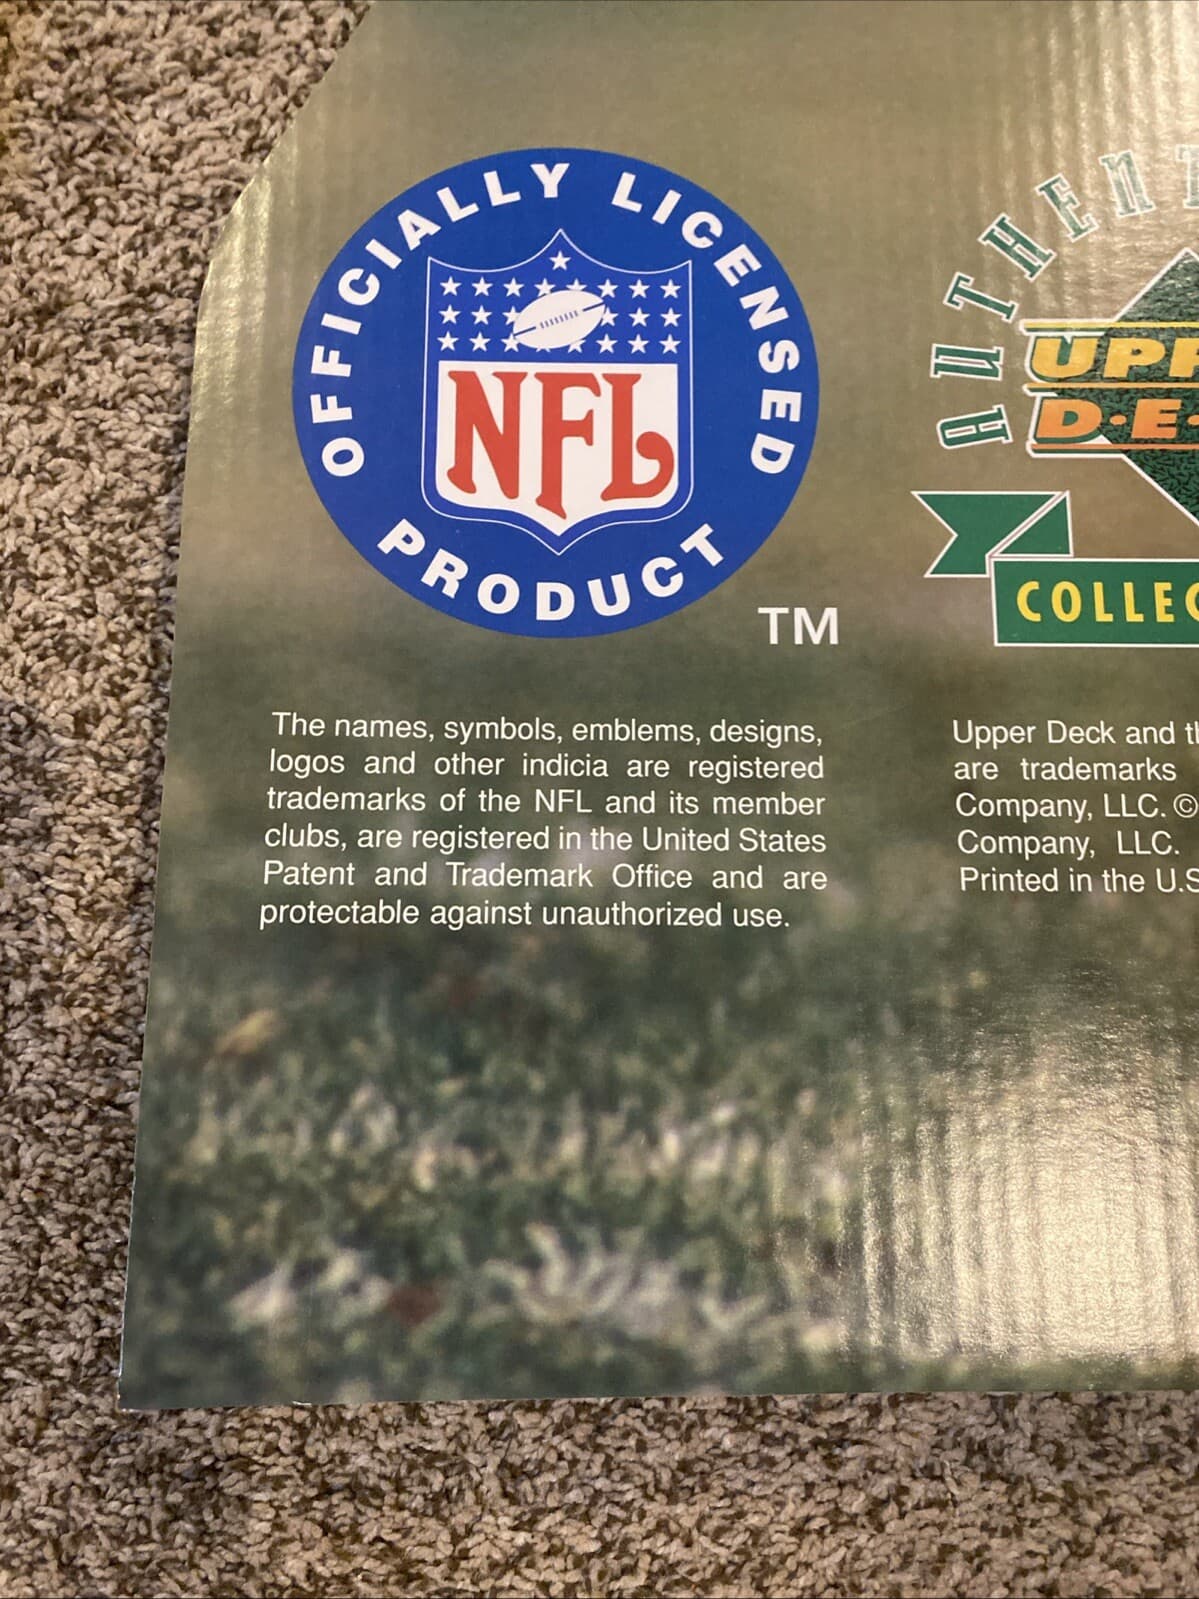 OFFICIALLY LICENSED
NFL
PRODUCT
TM
The names, symbols, emblems, designs,
logos and other indicia are registered
trademarks of the NFL and its member
clubs, are registered in the United States
Patent and Trademark Office and are
protectable against unauthorized use.
AUTHENT
UPP
D·E·
COLLEC
Upper Deck and th
are trademarks
Company, LLC. ©
Company, LLC.
Printed in the U.S